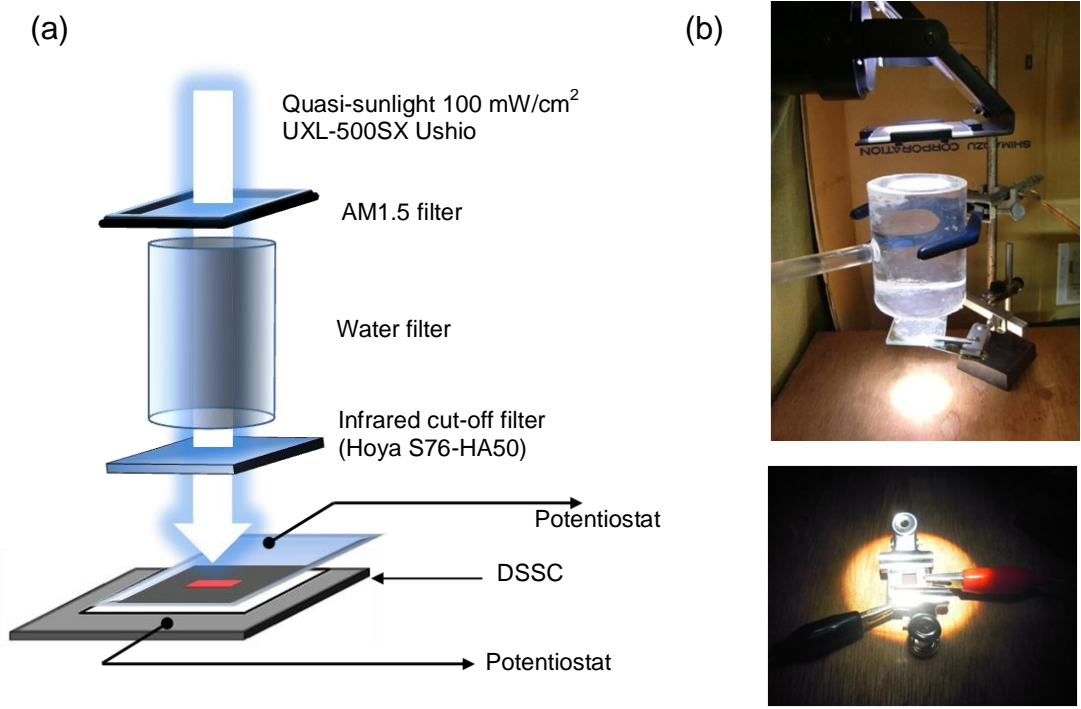 (a)
Quasi-sunlight 100 mW/cm²
UXL-500SX Ushio
AM1.5 filter
Water filter
Infrared cut-off filter
(Hoya S76-HA50)
Potentiostat
DSSC
Potentiostat
(b)
SHIMADZU CORPORATION